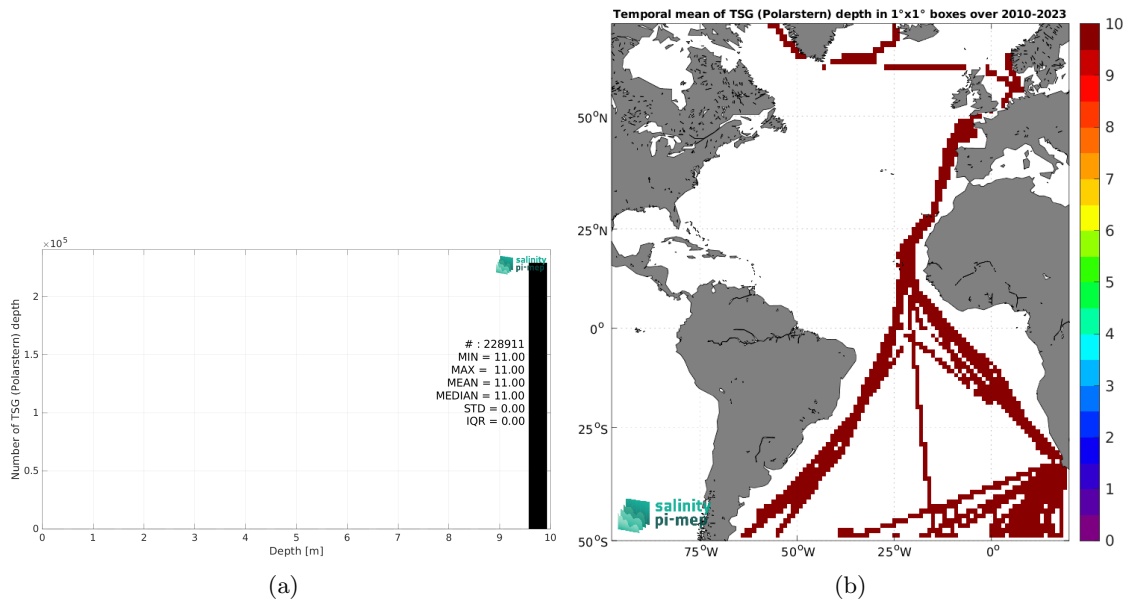 ×10⁵
2
1.5
1
0.5
0
Number of TSG (Polarstern) depth
salinity
pi-mep
# : 228911
MIN = 11.00
MAX = 11.00
MEAN = 11.00
MEDIAN = 11.00
STD = 0.00
IQR = 0.00
0 1 2 3 4 5 6 7 8 9 10
Depth [m]
(a)
Temporal mean of TSG (Polarstern) depth in 1°x1° boxes over 2010-2023
50°N
25°N
0°
25°S
50°S
salinity
pi-mep
75°W 50°W 25°W 0°
10
9
8
7
6
5
4
3
2
1
0
(b)